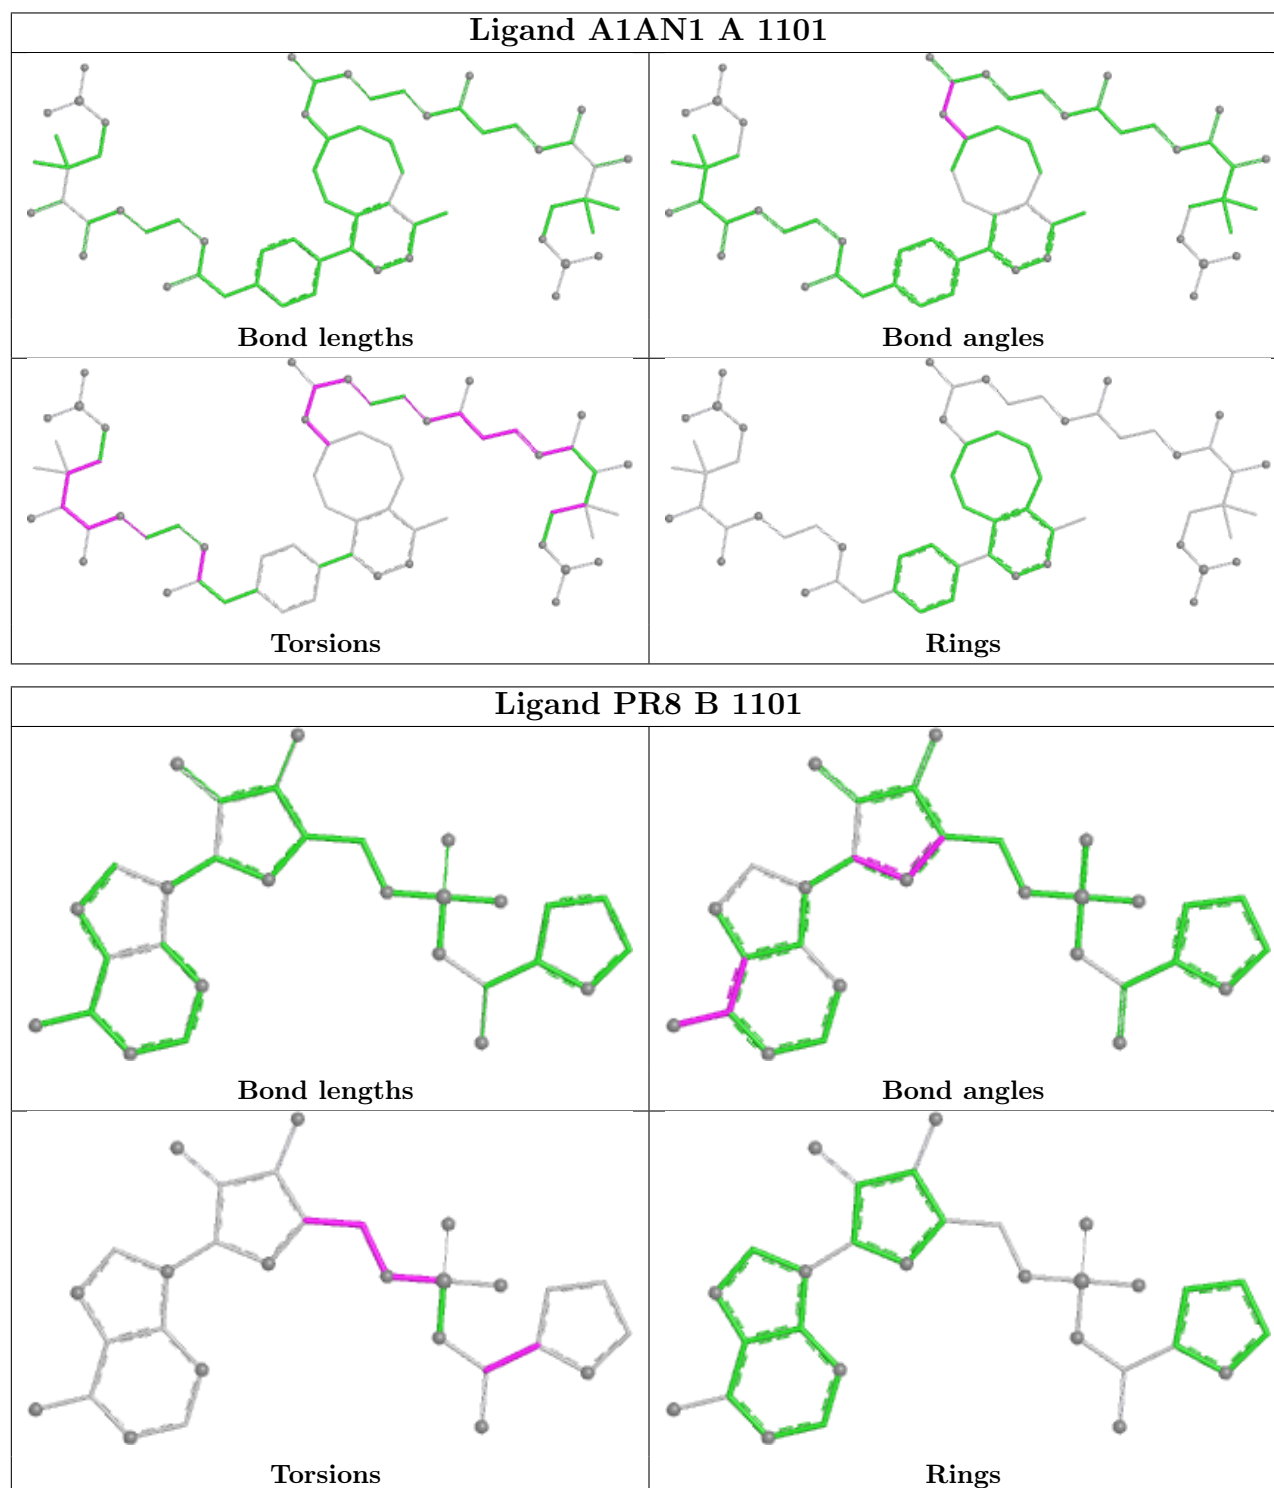 Ligand A1AN1 A 1101
Bond lengths
Bond angles
Torsions
Rings
Ligand PR8 B 1101
Bond lengths
Bond angles
Torsions
Rings